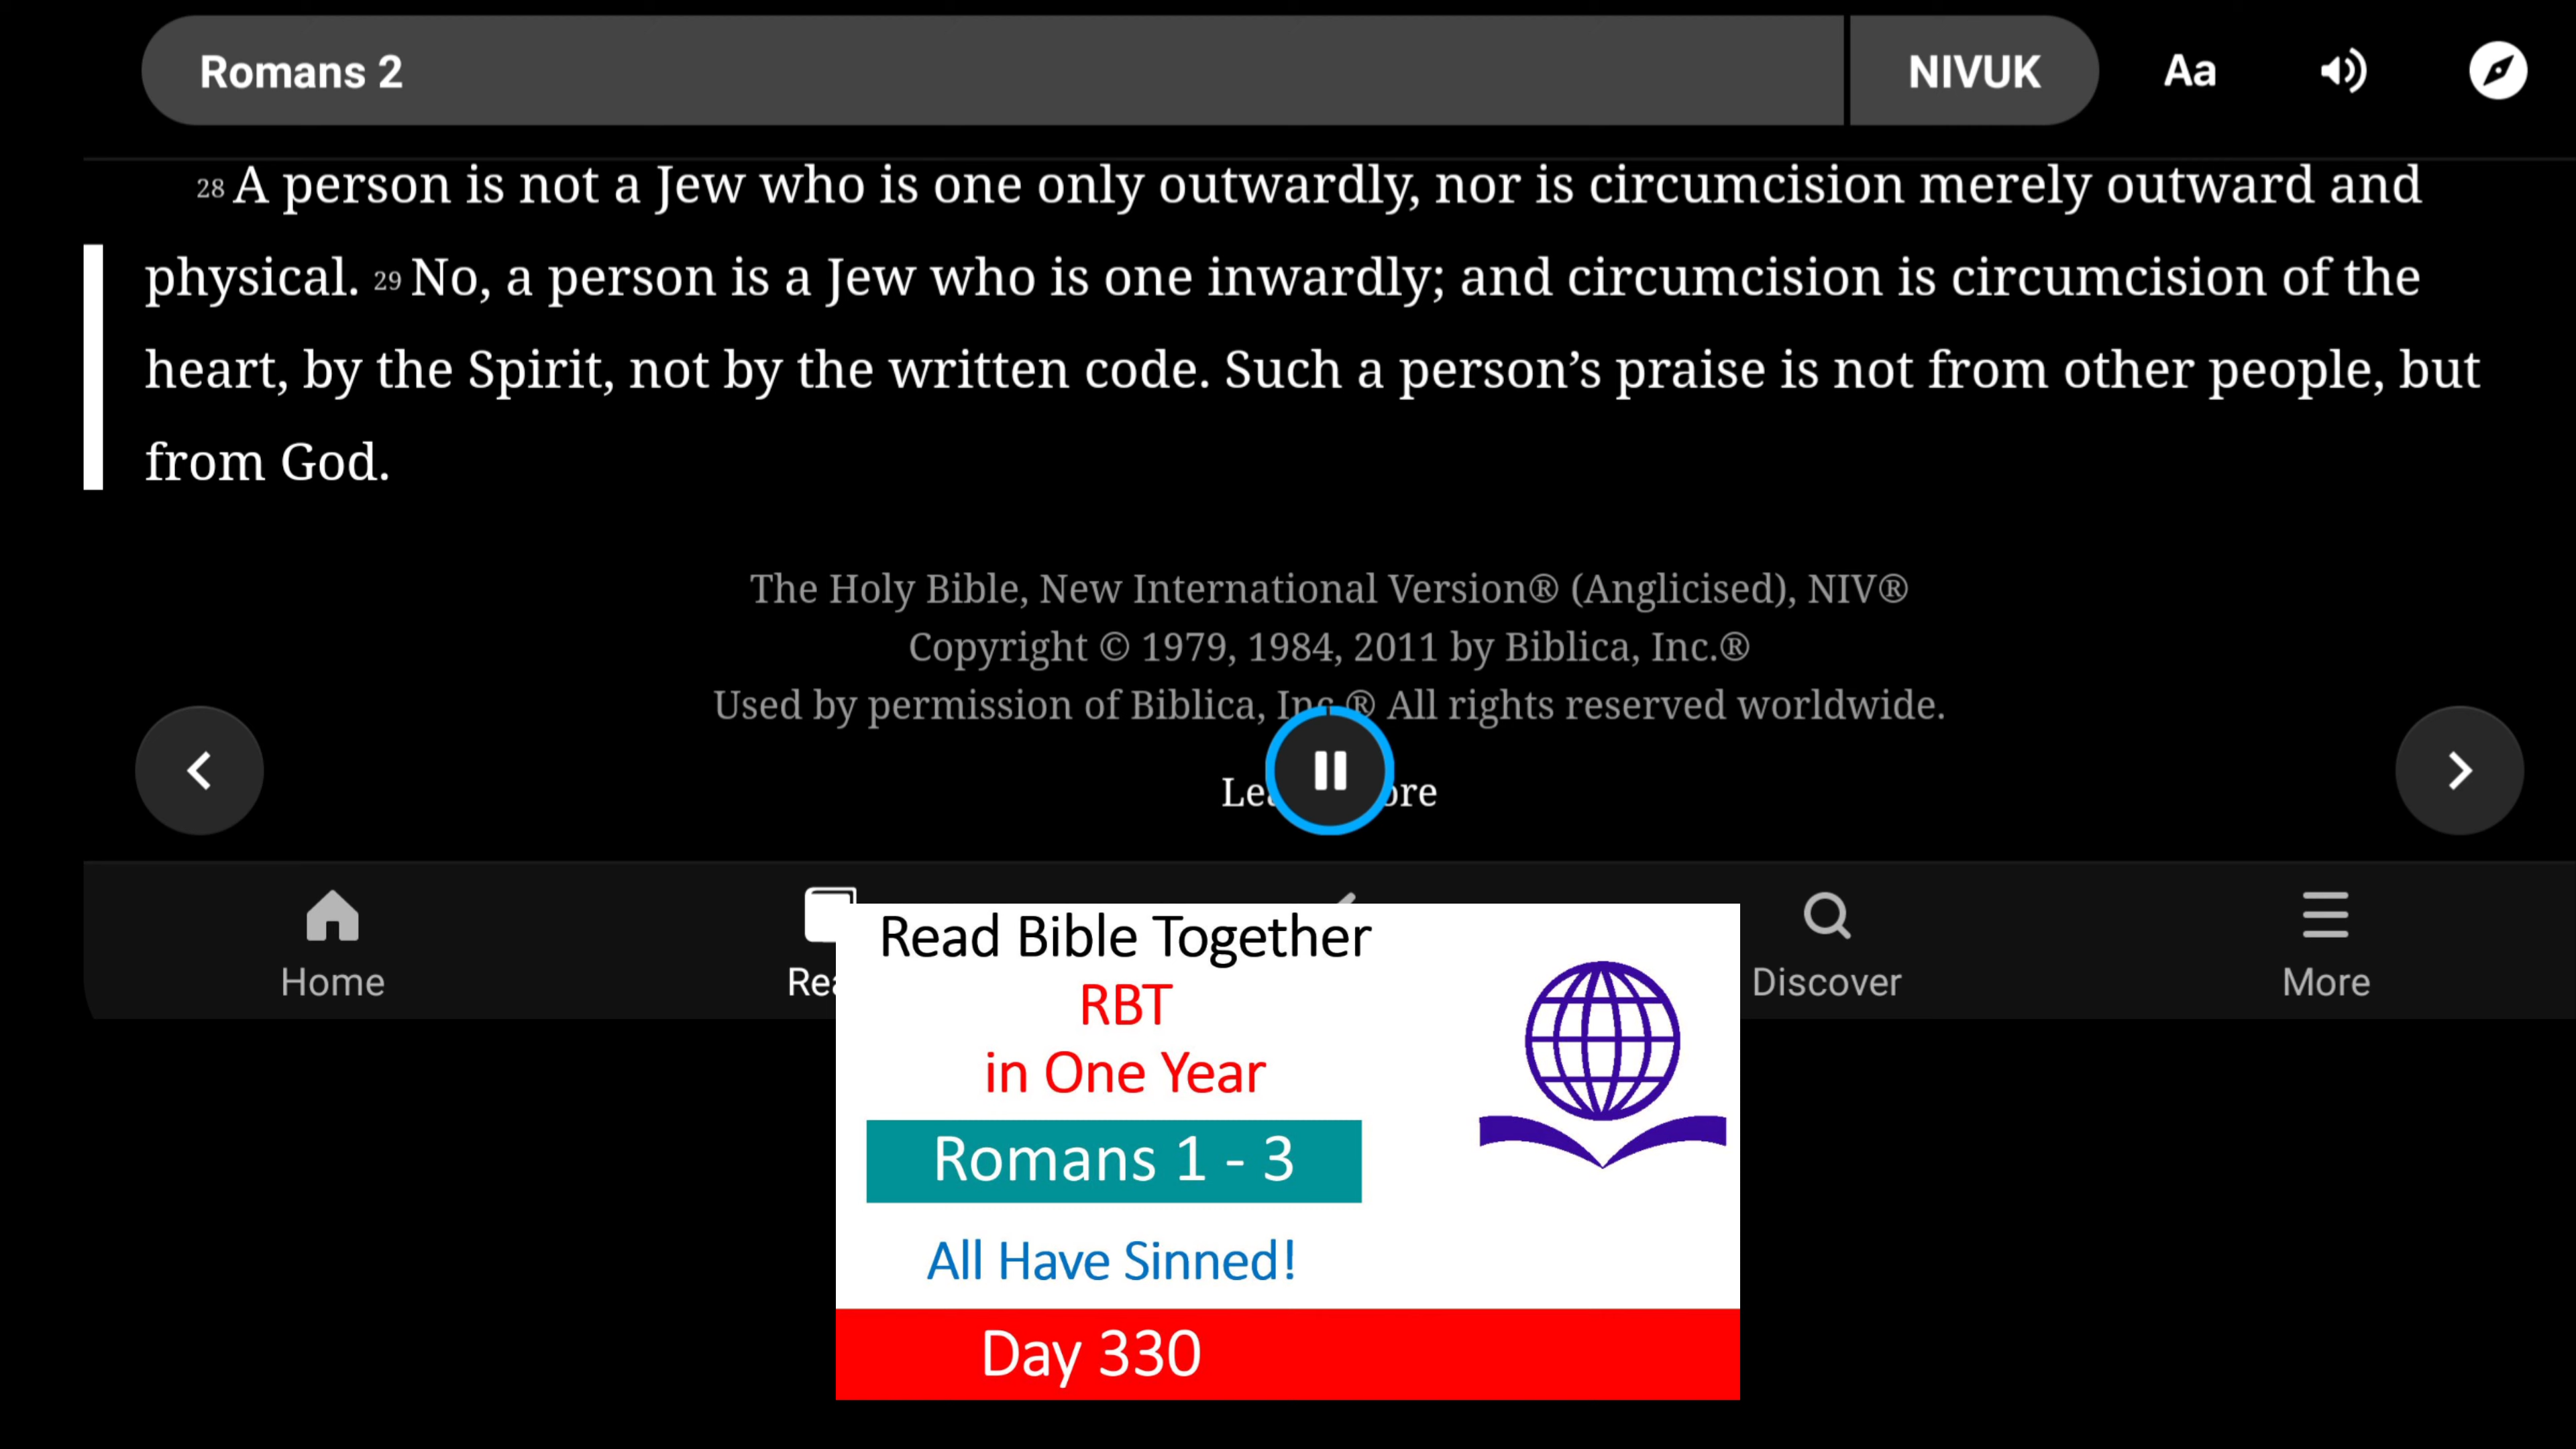 Romans 2
NIVUK
Aa
28 A person is not a Jew who is one only outwardly, nor is circumcision merely outward and
physical. 29 No, a person is a Jew who is one inwardly; and circumcision is circumcision of the
heart, by the Spirit, not by the written code. Such a person’s praise is not from other people, but
from God.
The Holy Bible, New International Version® (Anglicised), NIV®
Copyright © 1979, 1984, 2011 by Biblica, Inc.®
Used by permission of Biblica, Inc.® All rights reserved worldwide.
Home
Discover
More
Read Bible Together
RBT
in One Year
Romans 1 - 3
All Have Sinned!
Day 330